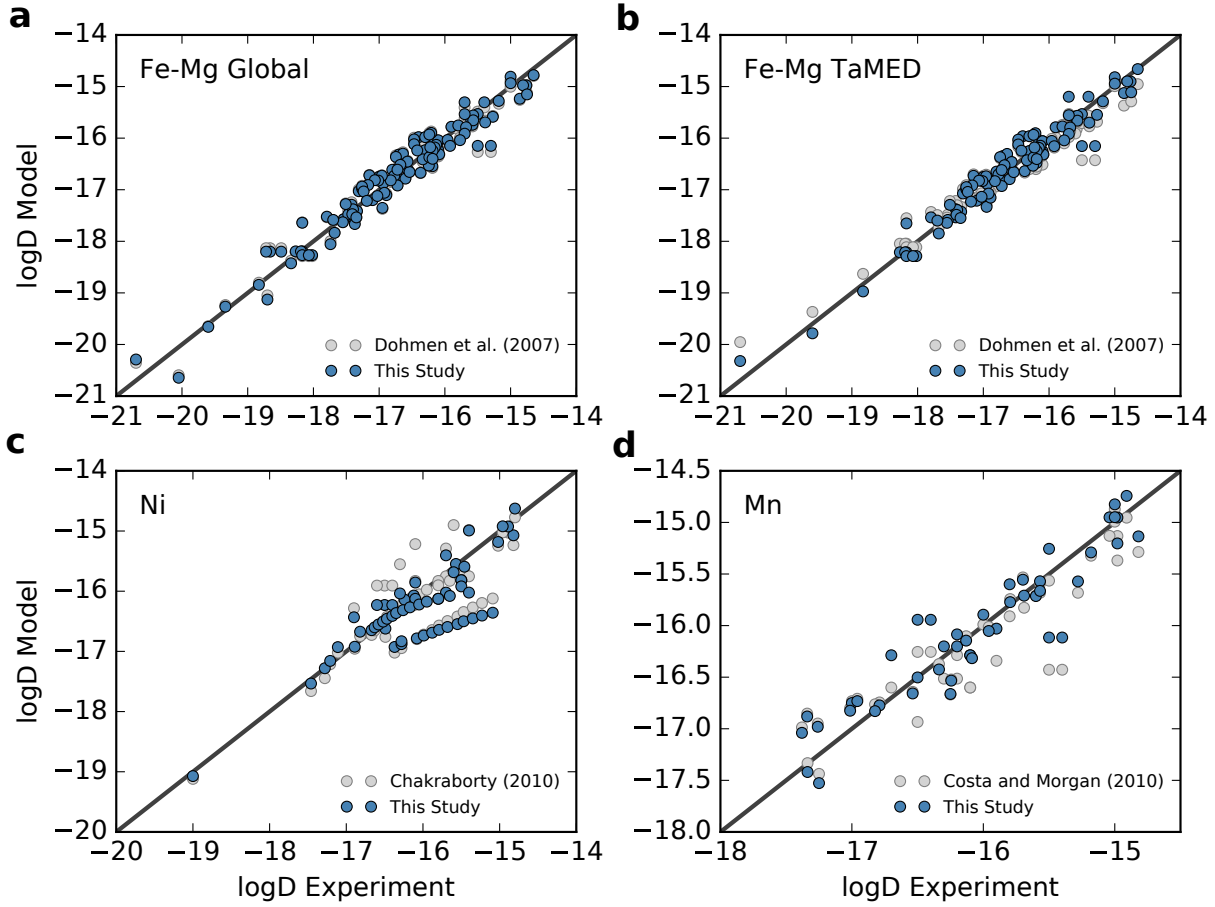 a
Fe-Mg Global
−14
−15
−16
−17
−18
−19
−20
−21
logD Model
−21 −20 −19 −18 −17 −16 −15 −14
Dohmen et al. (2007)
This Study
b
Fe-Mg TaMED
−14
−15
−16
−17
−18
−19
−20
−21
−21 −20 −19 −18 −17 −16 −15 −14
Dohmen et al. (2007)
This Study
c
Ni
−14
−15
−16
−17
−18
−19
−20
logD Model
−20 −19 −18 −17 −16 −15 −14
logD Experiment
Chakraborty (2010)
This Study
d
Mn
−14.5
−15.0
−15.5
−16.0
−16.5
−17.0
−17.5
−18.0
−18 −17 −16 −15
logD Experiment
Costa and Morgan (2010)
This Study